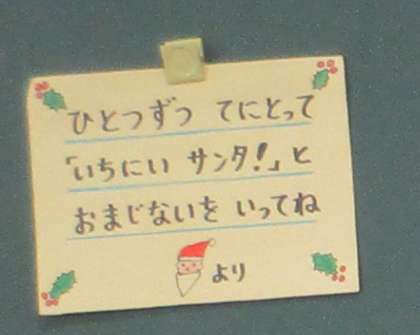 ひとつずつ てにとって
「いちにい サンタ!」と
おまじないを いってね
より